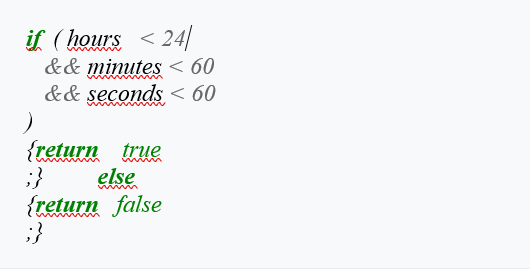 if ( hours < 24
&& minutes < 60
&& seconds < 60
)
{return true
;} else
{return false
;}